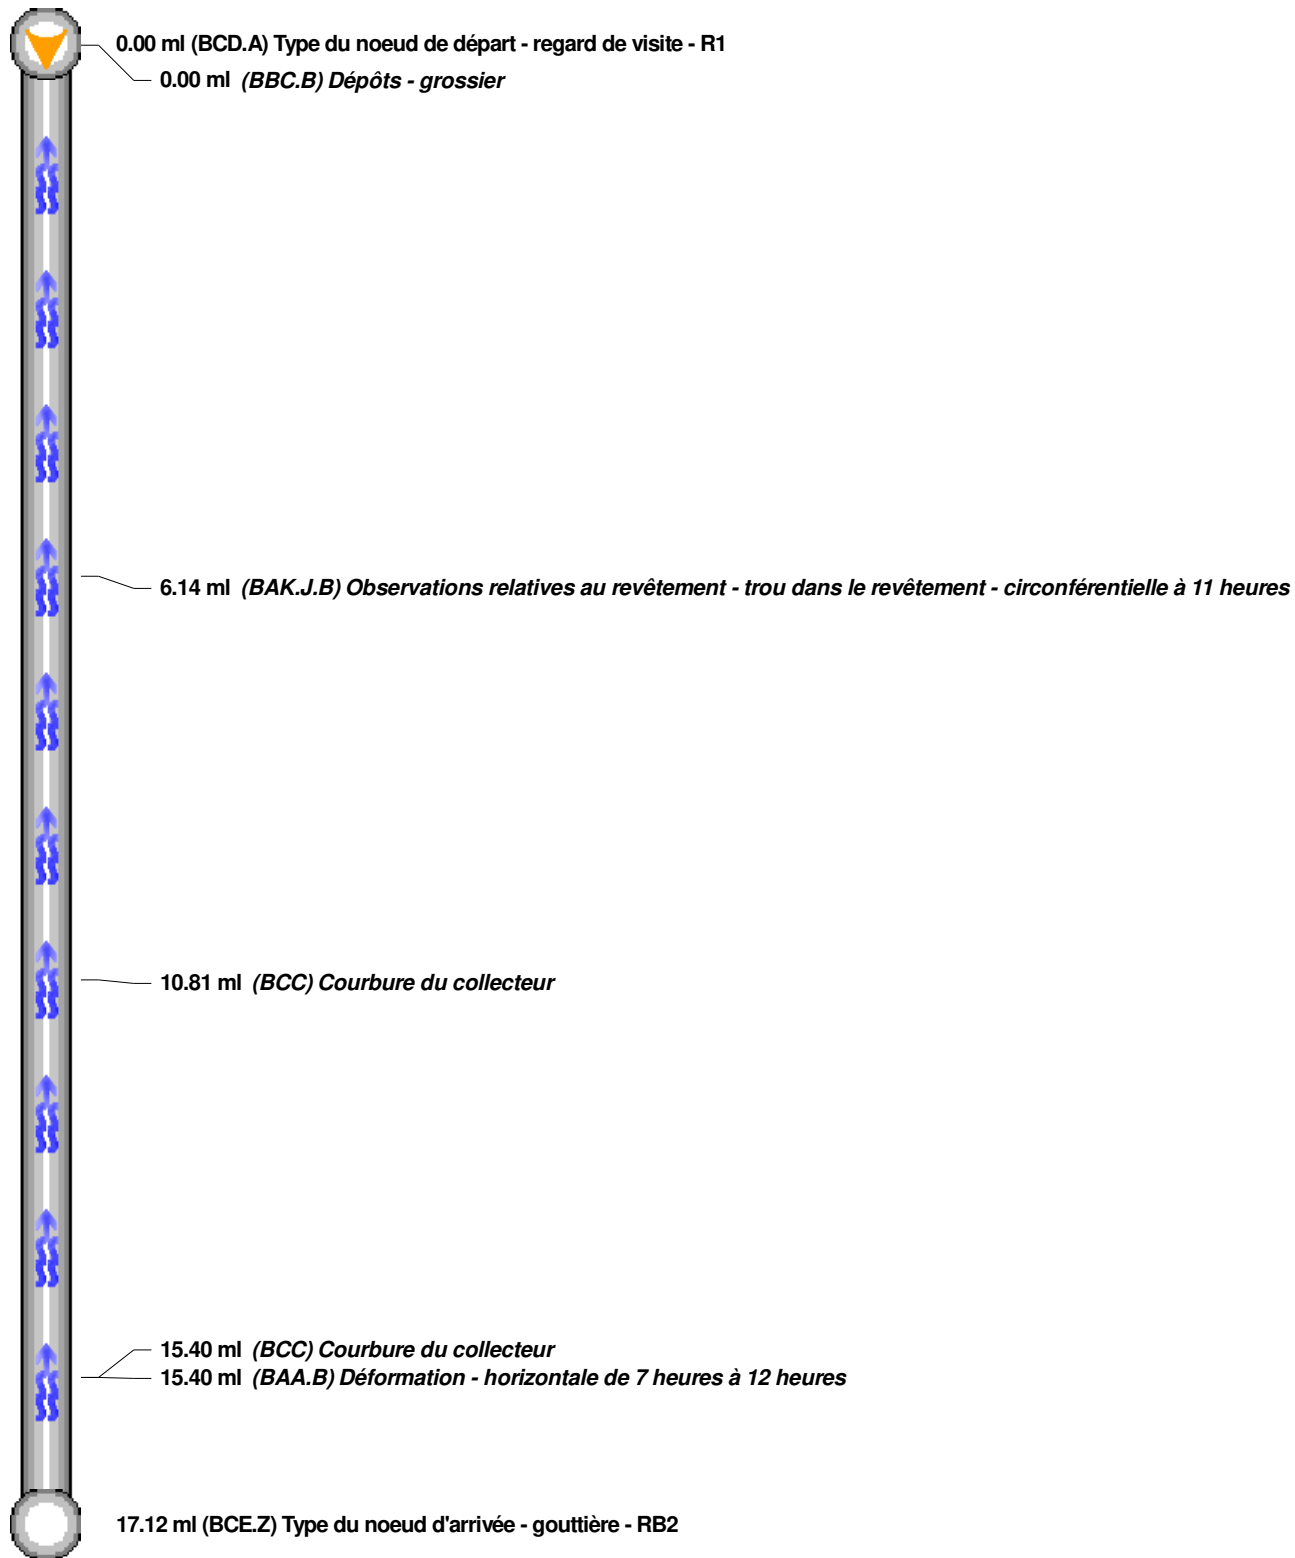 0.00 ml (BCD.A) Type du noeud de départ - regard de visite - R1
0.00 ml (BBC.B) Dépôts - grossier
6.14 ml (BAK.J.B) Observations relatives au revêtement - trou dans le revêtement - circonférentielle à 11 heures
10.81 ml (BCC) Courbure du collecteur
15.40 ml (BCC) Courbure du collecteur
15.40 ml (BAA.B) Déformation - horizontale de 7 heures à 12 heures
17.12 ml (BCE.Z) Type du noeud d'arrivée - gouttière - RB2